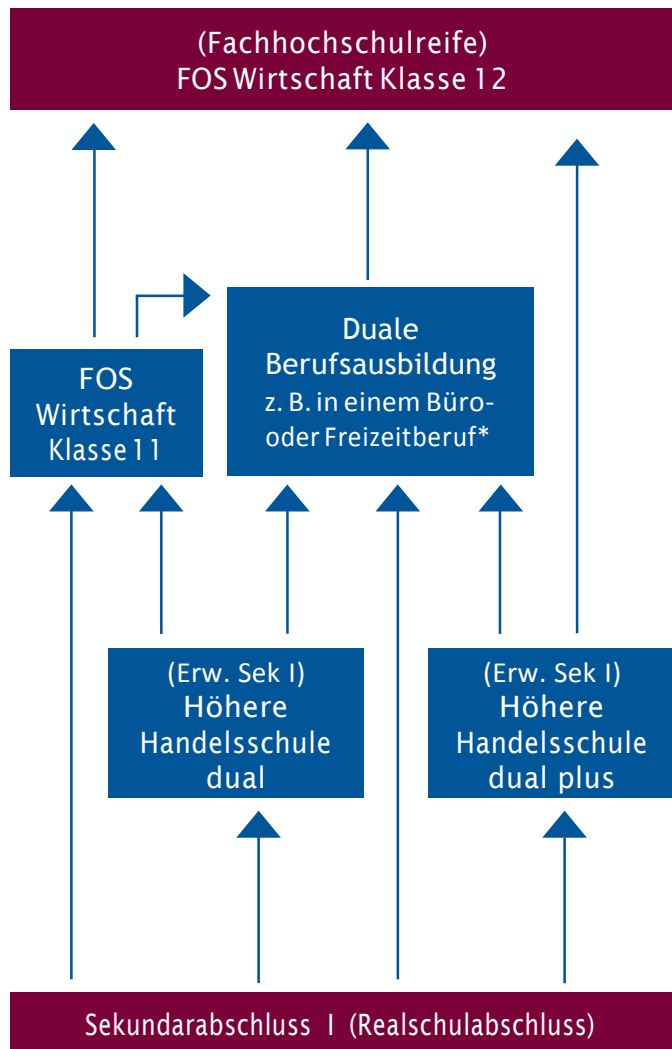 (Fachhochschulreife)
FOS Wirtschaft Klasse 12
Duale
Berufsausbildung
z. B. in einem Büro-
oder Freizeitberuf*
FOS
Wirtschaft
Klasse 11
(Erw. Sek I)
Höhere
Handelsschule
dual
(Erw. Sek I)
Höhere
Handelsschule
dual plus
Sekundarabschluss I (Realschulabschluss)